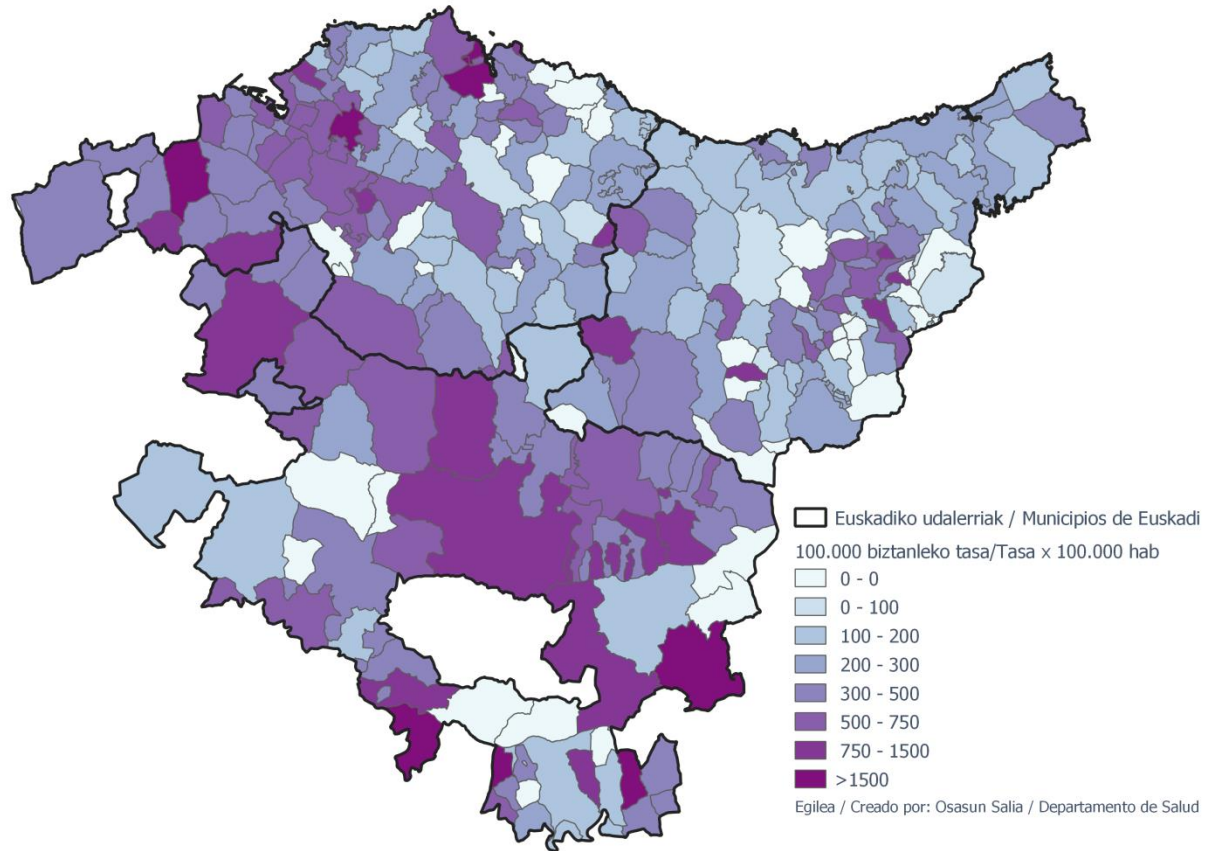 Euskadiko udalerriak / Municipios de Euskadi
100.000 biztanleko tasa/Tasa x 100.000 hab
0 - 0
0 - 100
100 - 200
200 - 300
300 - 500
500 - 750
750 - 1500
>1500
Egilea / Creado por: Osasun Salia / Departamento de Salud